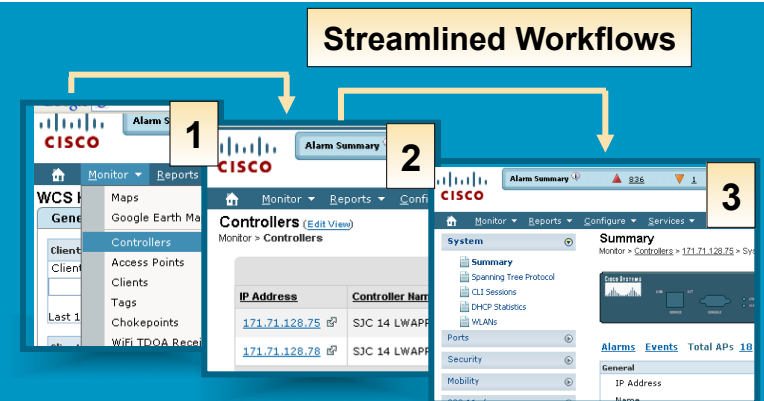 Streamlined Workflows
1
Alarm S
CISCO
Monitor Reports
WCS H
Gene
Maps
Google Earth Ma
Controllers
Client
Client
Access Points
Clients
Tags
Last 1
Chokepoints
WiFi TDOA Recei
2
Alarm Summary
CISCO
Monitor Reports Confi
Controllers (Edit View)
Monitor > Controllers
IP Address Controller Nam
171.71.128.75 SJC 14 LWAPP
171.71.128.78 SJC 14 LWAPP
3
Alarm Summary 836 1
CISCO
Monitor Reports Configure Services
System
Summary
Spanning Tree Protocol
CLI Sessions
DHCP Statistics
WLANs
Ports
Security
Mobility
Summary
Monitor > Controllers > 171.71.128.75 > Sys
CISCO SYSTEMS
Alarms Events Total APs 18
General
IP Address
Name